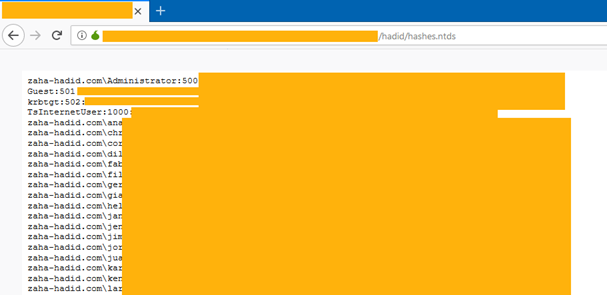 /hadid/hashes.ntds
zaha-hadid.com\Administrator:500
Guest:501
krbtgt:502:
TsInternetUser:1000:
zaha-hadid.com\ana
zaha-hadid.com\chr
zaha-hadid.com\cor
zaha-hadid.com\dil
zaha-hadid.com\fab
zaha-hadid.com\fil
zaha-hadid.com\ger
zaha-hadid.com\gia
zaha-hadid.com\hel
zaha-hadid.com\jan
zaha-hadid.com\jen
zaha-hadid.com\jim
zaha-hadid.com\jor
zaha-hadid.com\jua
zaha-hadid.com\kar
zaha-hadid.com\ken
zaha-hadid.com\lar